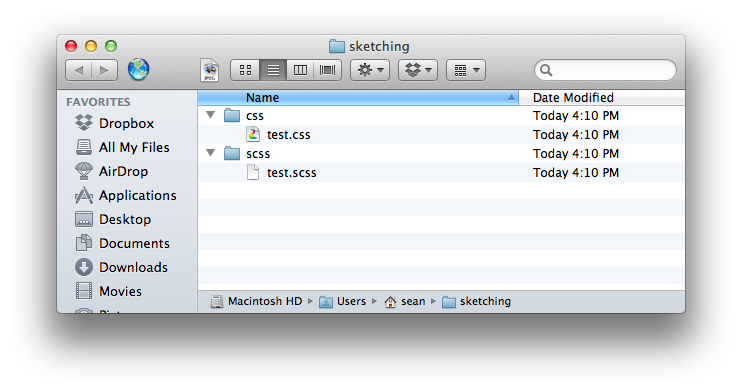 sketching
JPEG
FAVORITES
Dropbox
All My Files
AirDrop
Applications
Desktop
Documents
Downloads
Movies
Name Date Modified
css Today 4:10 PM
test.css Today 4:10 PM
scss Today 4:10 PM
test.scss Today 4:10 PM
Macintosh HD Users sean sketching